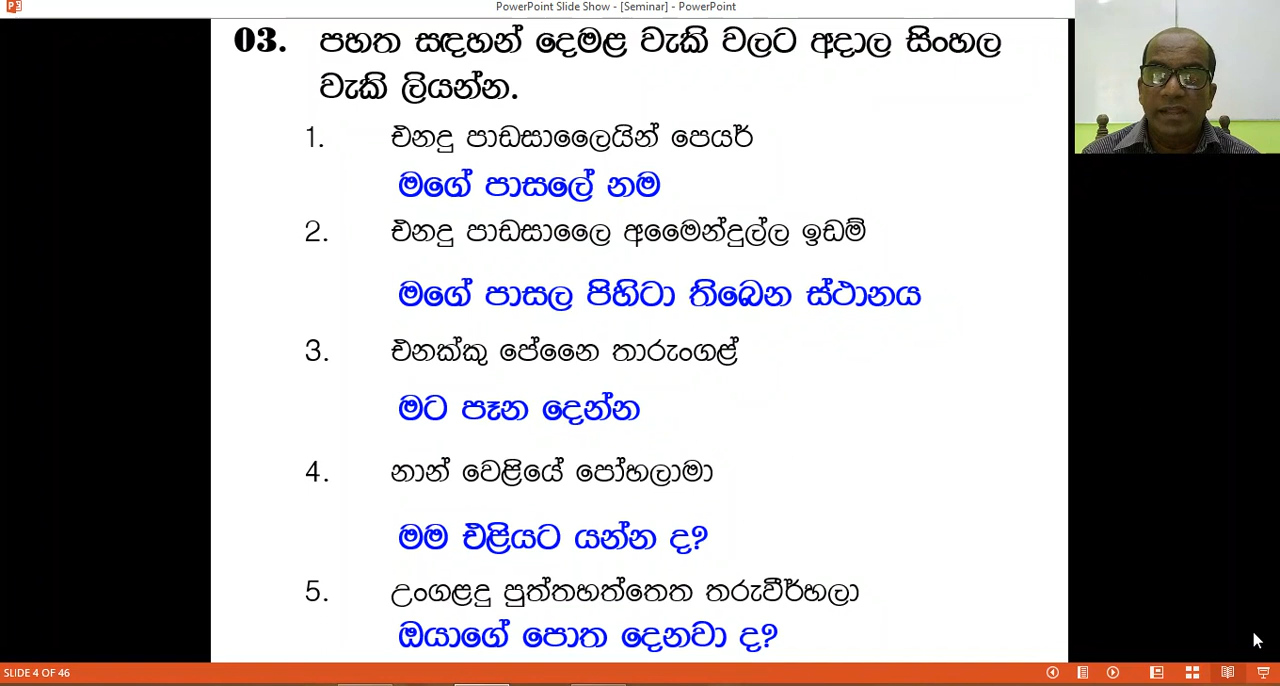 PowerPoint Slide Show - [Seminar] - PowerPoint
03. පහත සඳහන් දෙමළ වැකි වලට අදාල සිංහල
වැකි ලියන්න.
1. එනදු පාඩසාලෛයින් පෙයර්
මගේ පාසලේ නම
2. එනදු පාඩසාලෛ අමෛන්දුල්ල ඉඩම්
මගේ පාසල පිහිටා තිබෙන ස්ථානය
3. එනක්කු පේනෛ තාරුංගළ්
මට පෑන දෙන්න
4. නාන් වෙළියේ පෝහලාමා
මම එළියට යන්න ද?
5. උංගළදු පුත්තහත්තෙත තරුවීර්හලා
ඔයාගේ පොත දෙනවා ද?
SLIDE 4 OF 46